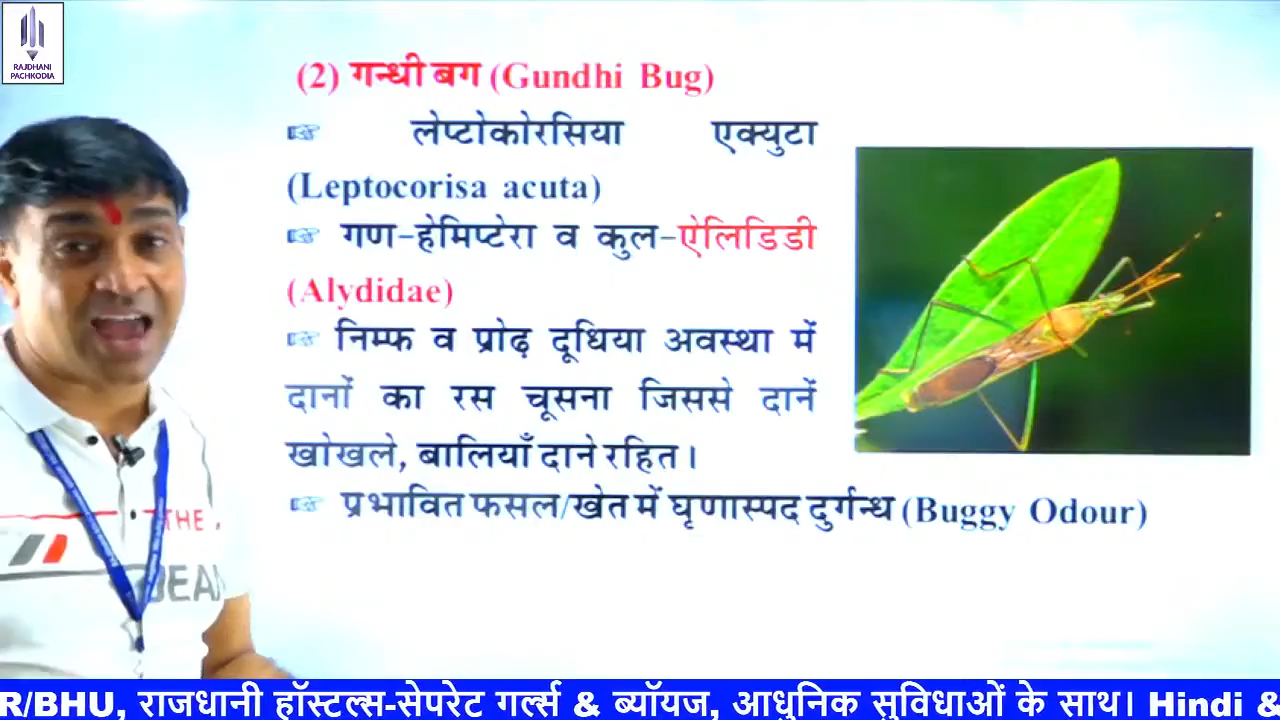 RAJDHANI
PACHKODIA
(2) गन्धी बग (Gundhi Bug)
☞ लेप्टोकोरसिया एक्युटा
(Leptocorisa acuta)
☞ गण-हेमिप्टेरा व कुल-ऐलिडिडी
(Alydidae)
☞ निम्फ व प्रोढ़ दूधिया अवस्था में
दानों का रस चूसना जिससे दानें
खोखले, बालियाँ दाने रहित।
☞ प्रभावित फसल/खेत में घृणास्पद दुर्गन्ध (Buggy Odour)
THE
R/BHU, राजधानी हॉस्टल्स-सेपरेट गर्ल्स & ब्यॉयज, आधुनिक सुविधाओं के साथ। Hindi &